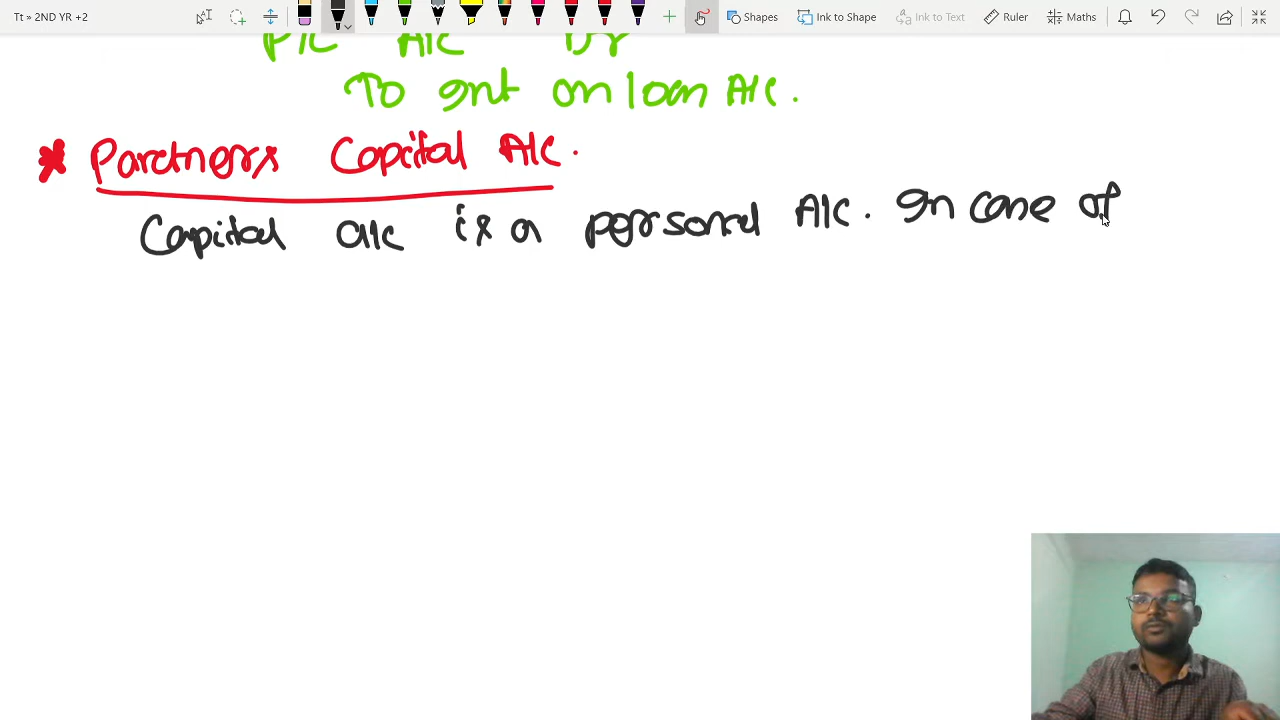 Tt > 2ND YR +2
Shapes
Ink to Shape
Ink to Text
Ruler
Maths
A/C Dr
To Int on loan A/C.
* Partners Capital A/C.
Capital a/c is a personal A/C. In case of